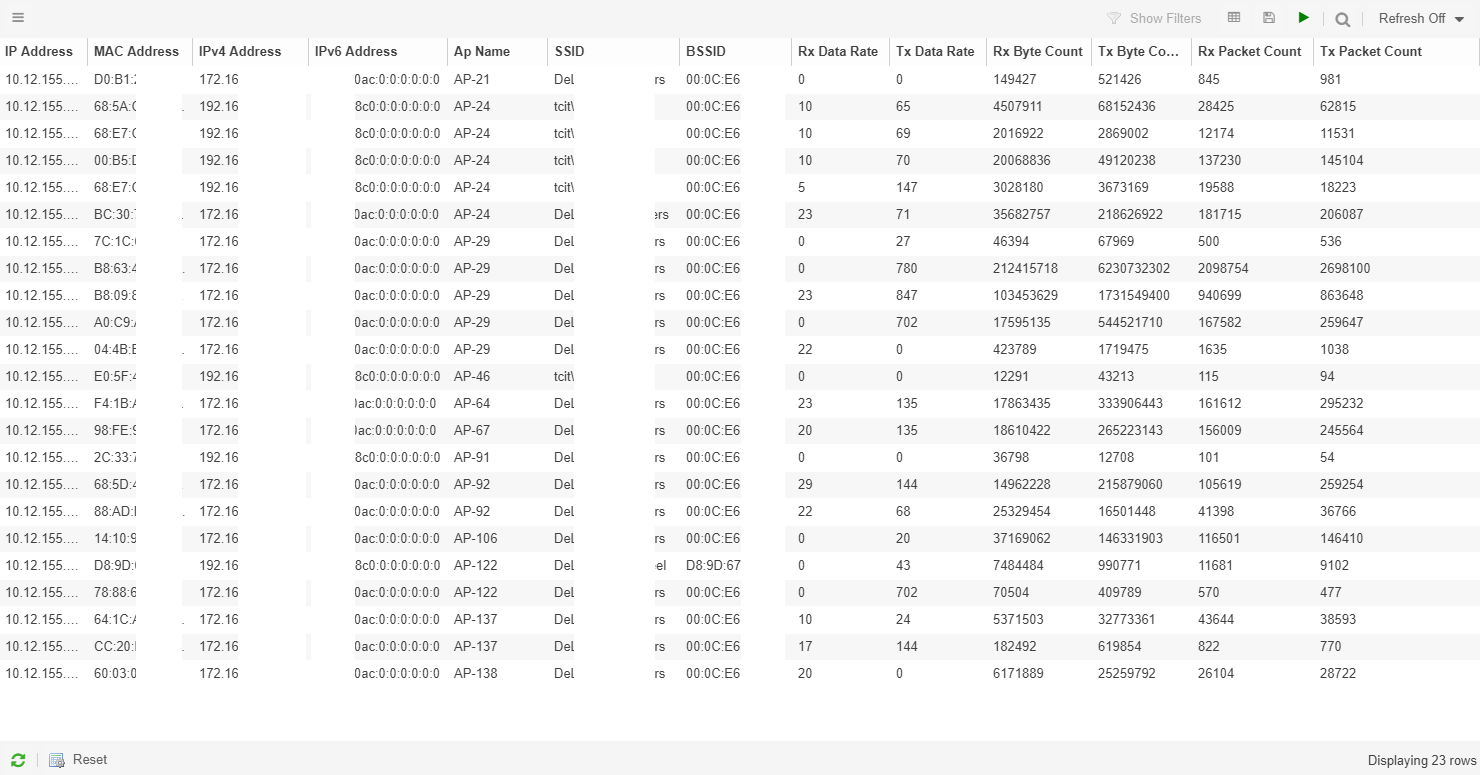 Show Filters Refresh Off
IP Address MAC Address IPv4 Address IPv6 Address Ap Name SSID BSSID Rx Data Rate Tx Data Rate Rx Byte Count Tx Byte Co... Rx Packet Count Tx Packet Count
10.12.155.... D0:B1: 172.16 0ac:0:0:0:0:0:0 AP-21 Del rs 00:0C:E6 0 0 149427 521426 845 981
10.12.155.... 68:5A: 192.16 8c0:0:0:0:0:0:0 AP-24 tcit\ 00:0C:E6 10 65 4507911 68152436 28425 62815
10.12.155.... 68:E7: 192.16 8c0:0:0:0:0:0:0 AP-24 tcit\ 00:0C:E6 10 69 2016922 2869002 12174 11531
10.12.155.... 00:B5: 192.16 8c0:0:0:0:0:0:0 AP-24 tcit\ 00:0C:E6 10 70 20068836 49120238 137230 145104
10.12.155.... 68:E7: 192.16 8c0:0:0:0:0:0:0 AP-24 tcit\ 00:0C:E6 5 147 3028180 3673169 19588 18223
10.12.155.... BC:30: 172.16 0ac:0:0:0:0:0:0 AP-24 Del ers 00:0C:E6 23 71 35682757 218626922 181715 206087
10.12.155.... 7C:1C: 172.16 0ac:0:0:0:0:0:0 AP-29 Del rs 00:0C:E6 0 27 46394 67969 500 536
10.12.155.... B8:63: 172.16 0ac:0:0:0:0:0:0 AP-29 Del rs 00:0C:E6 0 780 212415718 6230732302 2098754 2698100
10.12.155.... B8:09: 172.16 0ac:0:0:0:0:0:0 AP-29 Del rs 00:0C:E6 23 847 103453629 1731549400 940699 863648
10.12.155.... A0:C9: 172.16 0ac:0:0:0:0:0:0 AP-29 Del rs 00:0C:E6 0 702 17595135 544521710 167582 259647
10.12.155.... 04:4B: 172.16 0ac:0:0:0:0:0:0 AP-29 Del rs 00:0C:E6 22 0 423789 1719475 1635 1038
10.12.155.... E0:5F: 192.16 8c0:0:0:0:0:0:0 AP-46 tcit\ 00:0C:E6 0 0 12291 43213 115 94
10.12.155.... F4:1B: 172.16 0ac:0:0:0:0:0:0 AP-64 Del rs 00:0C:E6 23 135 17863435 333906443 161612 295232
10.12.155.... 98:FE: 172.16 0ac:0:0:0:0:0:0 AP-67 Del rs 00:0C:E6 20 135 18610422 265223143 156009 245564
10.12.155.... 2C:33: 192.16 8c0:0:0:0:0:0:0 AP-91 Del rs 00:0C:E6 0 0 36798 12708 101 54
10.12.155.... 68:5D: 172.16 0ac:0:0:0:0:0:0 AP-92 Del rs 00:0C:E6 29 144 14962228 215879060 105619 259254
10.12.155.... 88:AD: 172.16 0ac:0:0:0:0:0:0 AP-92 Del rs 00:0C:E6 22 68 25329454 16501448 41398 36766
10.12.155.... 14:10:9 172.16 0ac:0:0:0:0:0:0 AP-106 Del rs 00:0C:E6 0 20 37169062 146331903 116501 146410
10.12.155.... D8:9D: 192.16 8c0:0:0:0:0:0:0 AP-122 Del el D8:9D:67 0 43 7484484 990771 11681 9102
10.12.155.... 78:88:6 172.16 0ac:0:0:0:0:0:0 AP-122 Del rs 00:0C:E6 0 702 70504 409789 570 477
10.12.155.... 64:1C: 172.16 0ac:0:0:0:0:0:0 AP-137 Del rs 00:0C:E6 10 24 5371503 32773361 43644 38593
10.12.155.... CC:20: 172.16 0ac:0:0:0:0:0:0 AP-137 Del rs 00:0C:E6 17 144 182492 619854 822 770
10.12.155.... 60:03:0 172.16 0ac:0:0:0:0:0:0 AP-138 Del rs 00:0C:E6 20 0 6171889 25259792 26104 28722
Reset Displaying 23 rows